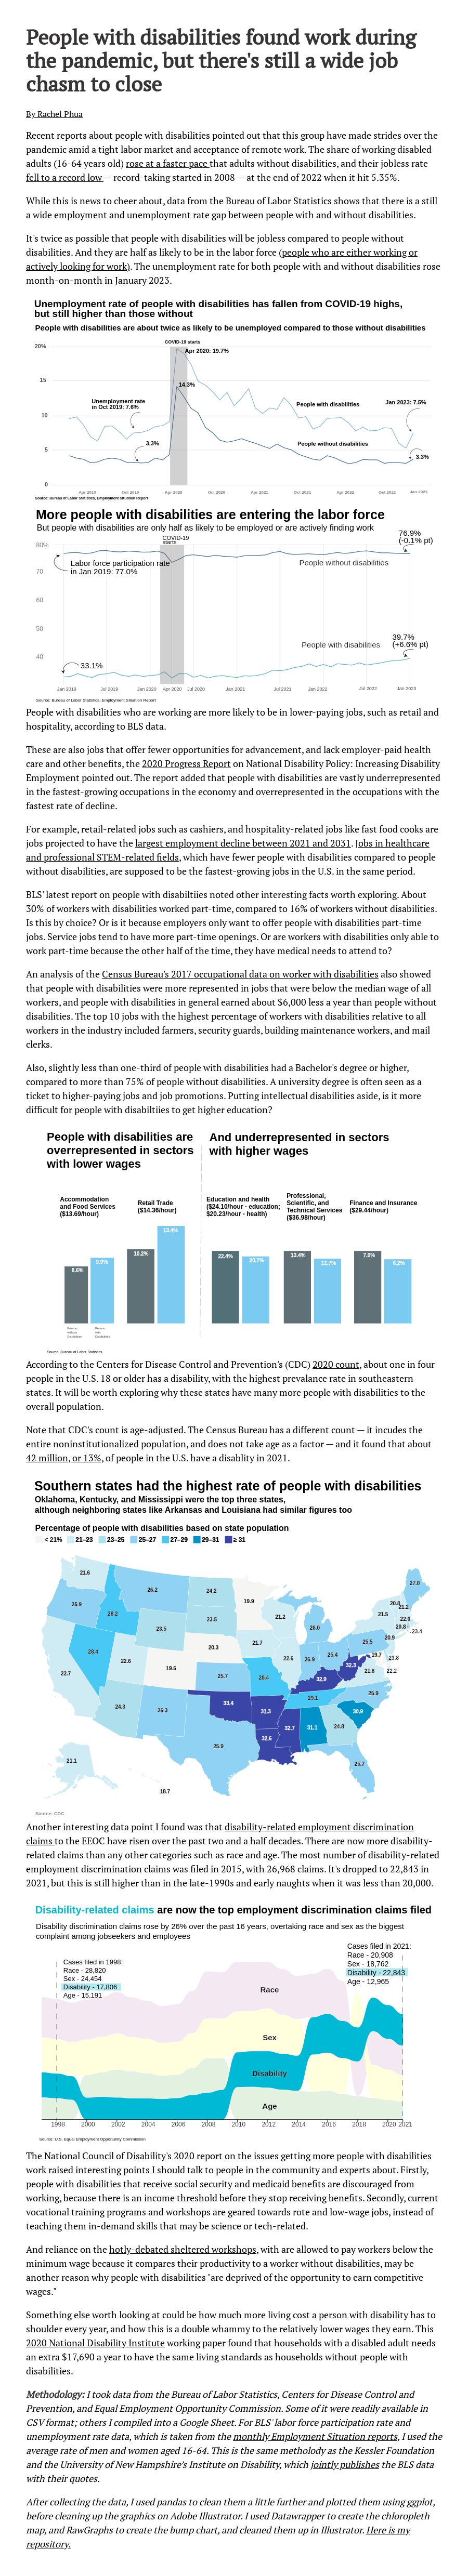 People with disabilities found work during
the pandemic, but there's still a wide job
chasm to close
By Rachel Phua
Recent reports about people with disabilities pointed out that this group have made strides over the
pandemic amid a tight labor market and acceptance of remote work. The share of working disabled
adults (16-64 years old) rose at a faster pace that adults without disabilities, and their jobless rate
fell to a record low — record-taking started in 2008 — at the end of 2022 when it hit 5.35%.
While this is news to cheer about, data from the Bureau of Labor Statistics shows that there is a still
a wide employment and unemployment rate gap between people with and without disabilities.
It's twice as possible that people with disabilities will be jobless compared to people without
disabilities. And they are half as likely to be in the labor force (people who are either working or
actively looking for work). The unemployment rate for both people with and without disabilities rose
month-on-month in January 2023.
Unemployment rate of people with disabilities has fallen from COVID-19 highs,
but still higher than those without
People with disabilities are about twice as likely to be unemployed compared to those without disabilities
COVID-19 starts
20%
Apr 2020: 19.7%
15
14.3%
Unemployment rate
in Oct 2019: 7.6%
People with disabilities
Jan 2023: 7.5%
10
3.3%
People without disabilities
5
3.3%
0
Apr 2019 Oct 2019 Apr 2020 Oct 2020 Apr 2021 Oct 2021 Apr 2022 Oct 2022 Jan 2023
Source: Bureau of Labor Statistics, Employment Situation Report
More people with disabilities are entering the labor force
But people with disabilities are only half as likely to be employed or are actively finding work
COVID-19
starts
76.9%
(-0.1% pt)
80%
Labor force participation rate
in Jan 2019: 77.0%
People without disabilities
70
60
50
People with disabilities
39.7%
(+6.6% pt)
40
33.1%
Jan 2019 Jul 2019 Jan 2020 Apr 2020 Jul 2020 Jan 2021 Jul 2021 Jan 2022 Jul 2022 Jan 2023
Source: Bureau of Labor Statistics, Employment Situation Report
People with disabilities who are working are more likely to be in lower-paying jobs, such as retail and
hospitality, according to BLS data.
These are also jobs that offer fewer opportunities for advancement, and lack employer-paid health
care and other benefits, the 2020 Progress Report on National Disability Policy: Increasing Disability
Employment pointed out. The report added that people with disabilities are vastly underrepresented
in the fastest-growing occupations in the economy and overrepresented in the occupations with the
fastest rate of decline.
For example, retail-related jobs such as cashiers, and hospitality-related jobs like fast food cooks are
jobs projected to have the largest employment decline between 2021 and 2031. Jobs in healthcare
and professional STEM-related fields, which have fewer people with disabilities compared to people
without disabilities, are supposed to be the fastest-growing jobs in the U.S. in the same period.
BLS' latest report on people with disabiltiies noted other interesting facts worth exploring. About
30% of workers with disabilities worked part-time, compared to 16% of workers without disabilities.
Is this by choice? Or is it because employers only want to offer people with disabilities part-time
jobs. Service jobs tend to have more part-time openings. Or are workers with disabilities only able to
work part-time because the other half of the time, they have medical needs to attend to?
An analysis of the Census Bureau's 2017 occupational data on worker with disabilities also showed
that people with disabilities were more represented in jobs that were below the median wage of all
workers, and people with disabilities in general earned about $6,000 less a year than people without
disabilities. The top 10 jobs with the highest percentage of workers with disabilities relative to all
workers in the industry included farmers, security guards, building maintenance workers, and mail
clerks.
Also, slightly less than one-third of people with disabilities had a Bachelor's degree or higher,
compared to more than 75% of people without disabilities. A university degree is often seen as a
ticket to higher-paying jobs and job promotions. Putting intellectual disabilities aside, is it more
difficult for people with disabiltiies to get higher education?
People with disabilities are
overrepresented in sectors
with lower wages
And underrepresented in sectors
with higher wages
Accommodation
and Food Services
($13.69/hour)
Retail Trade
($14.36/hour)
Education and health
($24.10/hour - education;
$20.23/hour - health)
Professional,
Scientific, and
Technical Services
($36.98/hour)
Finance and Insurance
($29.44/hour)
8.6% 9.9% 10.2% 13.4% 22.4% 20.7% 13.4% 11.7% 7.0% 6.2%
People
without
Disabilities
People
with
Disabilities
Source: Bureau of Labor Statistics
According to the Centers for Disease Control and Prevention's (CDC) 2020 count, about one in four
people in the U.S. 18 or older has a disability, with the highest prevalance rate in southeastern
states. It will be worth exploring why these states have many more people with disabilities to the
overall population.
Note that CDC's count is age-adjusted. The Census Bureau has a different count — it incudes the
entire noninstitutionalized population, and does not take age as a factor — and it found that about
42 million, or 13%, of people in the U.S. have a disablity in 2021.
Southern states had the highest rate of people with disabilities
Oklahoma, Kentucky, and Mississippi were the top three states,
although neighboring states like Arkansas and Louisiana had similar figures too
Percentage of people with disabilities based on state population
< 21% 21–23 23–25 25–27 27–29 29–31 ≥ 31
21.6 26.2 24.2 19.9 27.0
25.9 28.2 23.5 21.2 26.0 21.5 20.8 21.2
23.5 22.6 20.8 23.4
28.4 22.6 19.5 20.3 21.7 22.6 26.9 25.4 25.5 20.9
22.7 25.7 28.4 32.9 32.3 19.7 23.8
21.8 22.2
24.3 26.3 33.4 31.3 29.1 25.9
25.9 32.6 32.7 31.1 24.8 30.9
21.1 18.7 25.7
Source: CDC
Another interesting data point I found was that disability-related employment discrimination
claims to the EEOC have risen over the past two and a half decades. There are now more disability-
related claims than any other categories such as race and age. The most number of disability-related
employment discrimination claims was filed in 2015, with 26,968 claims. It's dropped to 22,843 in
2021, but this is still higher than in the late-1990s and early naughts when it was less than 20,000.
Disability-related claims are now the top employment discrimination claims filed
Disability discrimination claims rose by 26% over the past 16 years, overtaking race and sex as the biggest
complaint among jobseekers and employees
Cases filed in 1998:
Race - 28,820
Sex - 24,454
Disability - 17,806
Age - 15,191
Cases filed in 2021:
Race - 20,908
Sex - 18,762
Disability - 22,843
Age - 12,965
Race
Sex
Disability
Age
1998 2000 2002 2004 2006 2008 2010 2012 2014 2016 2018 2020 2021
Source: U.S. Equal Employment Opportunity Commission
The National Council of Disability's 2020 report on the issues getting more people with disabilities
work raised interesting points I should talk to people in the community and experts about. Firstly,
people with disabilities that receive social security and medicaid benefits are discouraged from
working, because there is an income threshold before they stop receiving benefits. Secondly, current
vocational training programs and workshops are geared towards rote and low-wage jobs, instead of
teaching them in-demand skills that may be science or tech-related.
And reliance on the hotly-debated sheltered workshops, with are allowed to pay workers below the
minimum wage because it compares their productivity to a worker without disabilities, may be
another reason why people with disabilities "are deprived of the opportunity to earn competitive
wages."
Something else worth looking at could be how much more living cost a person with disability has to
shoulder every year, and how this is a double whammy to the relatively lower wages they earn. This
2020 National Disability Institute working paper found that households with a disabled adult needs
an extra $17,690 a year to have the same living standards as households without people with
disabilities.
Methodology: I took data from the Bureau of Labor Statistics, Centers for Disease Control and
Prevention, and Equal Employment Opportunity Commission. Some of it were readily available in
CSV format; others I compiled into a Google Sheet. For BLS' labor force participation rate and
unemployment rate data, which is taken from the monthly Employment Situation reports, I used the
average rate of men and women aged 16-64. This is the same metholody as the Kessler Foundation
and the University of New Hampshire's Institute on Disability, which jointly publishes the BLS data
with their quotes.
After collecting the data, I used pandas to clean them a little further and plotted them using ggplot,
before cleaning up the graphics on Adobe Illustrator. I used Datawrapper to create the chloropleth
map, and RawGraphs to create the bump chart, and cleaned them up in Illustrator. Here is my
repository.